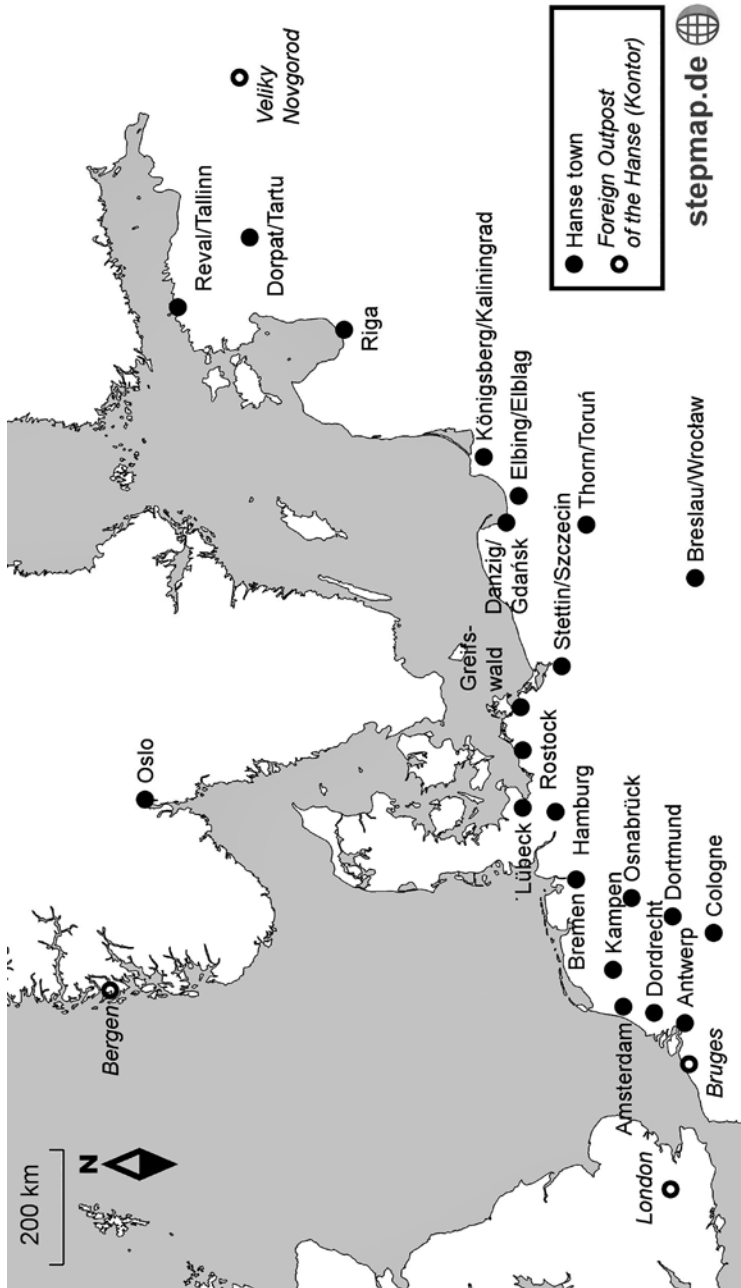 200 km
N
Bergen
Oslo
Reval/Tallinn
Veliky
Novgorod
Dorpat/Tartu
Riga
Königsberg/Kaliningrad
Elbing/Elbląg
Danzig/
Gdańsk
Greifs-
wald
Stettin/Szczecin
Thorn/Toruń
Breslau/Wrocław
Rostock
Lübeck
Hamburg
Bremen
Osnabrück
Kampen
Dortmund
Dordrecht
Cologne
Antwerp
Amsterdam
Bruges
London
Hanse town
Foreign Outpost
of the Hanse (Kontor)
stepmap.de